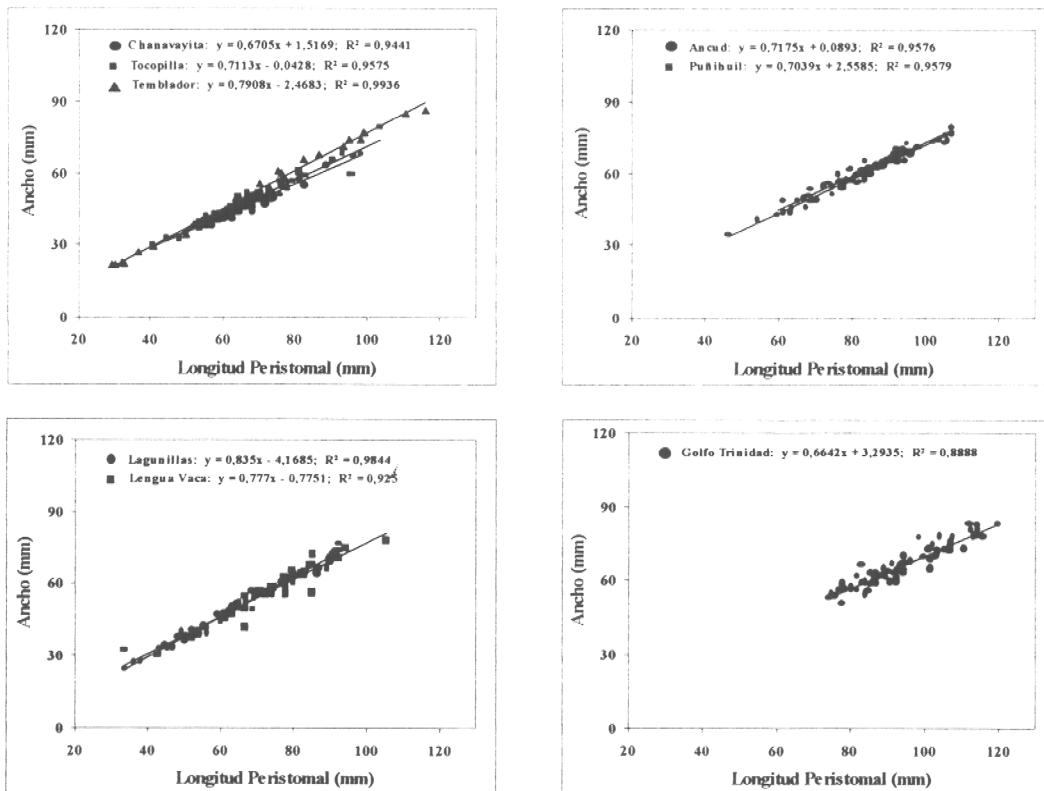 120
90
60
30
0
Ancho (mm)
Chanavayita: y = 0,6705x + 1,5169; R² = 0,9441
Tocopilla: y = 0,7113x - 0,0428; R² = 0,9575
Temblador: y = 0,7908x - 2,4683; R² = 0,9936
20 40 60 80 100 120
Longitud Peristomal (mm)
120
90
60
30
0
Ancho (mm)
Ancud: y = 0,7175x + 0,0893; R² = 0,9576
Puñihuil: y = 0,7039x + 2,5585; R² = 0,9579
20 40 60 80 100 120
Longitud Peristomal (mm)
120
90
60
30
0
Ancho (mm)
Lagunillas: y = 0,835x - 4,1685; R² = 0,9844
Lengua Vaca: y = 0,777x - 0,7751; R² = 0,925
20 40 60 80 100 120
Longitud Peristomal (mm)
120
90
60
30
0
Ancho (mm)
Golfo Trinidad: y = 0,6642x + 3,2935; R² = 0,8888
20 40 60 80 100 120
Longitud Peristomal (mm)